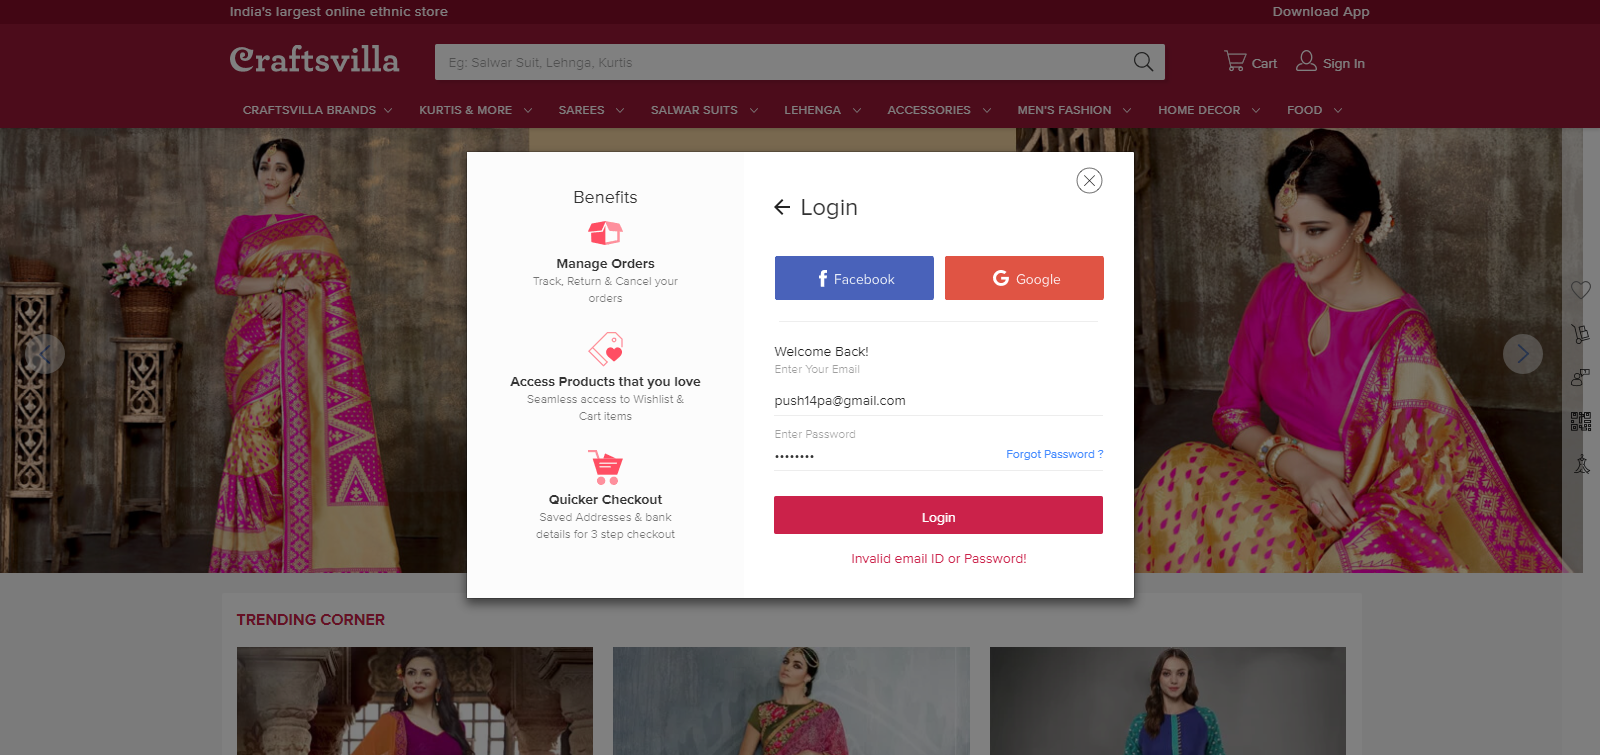 India's largest online ethnic store
Download App
Craftsvilla
Eg: Salwar Suit, Lehnga, Kurtis
Cart
Sign In
CRAFTSVILLA BRANDS
KURTIS & MORE
SAREES
SALWAR SUITS
LEHENGA
ACCESSORIES
MEN'S FASHION
HOME DECOR
FOOD
Benefits
Manage Orders
Track, Return & Cancel your
orders
Access Products that you love
Seamless access to Wishlist &
Cart items
Quicker Checkout
Saved Addresses & bank
details for 3 step checkout
Login
f Facebook
G Google
Welcome Back!
Enter Your Email
push14pa@gmail.com
Enter Password
••••••••
Forgot Password ?
Login
Invalid email ID or Password!
TRENDING CORNER